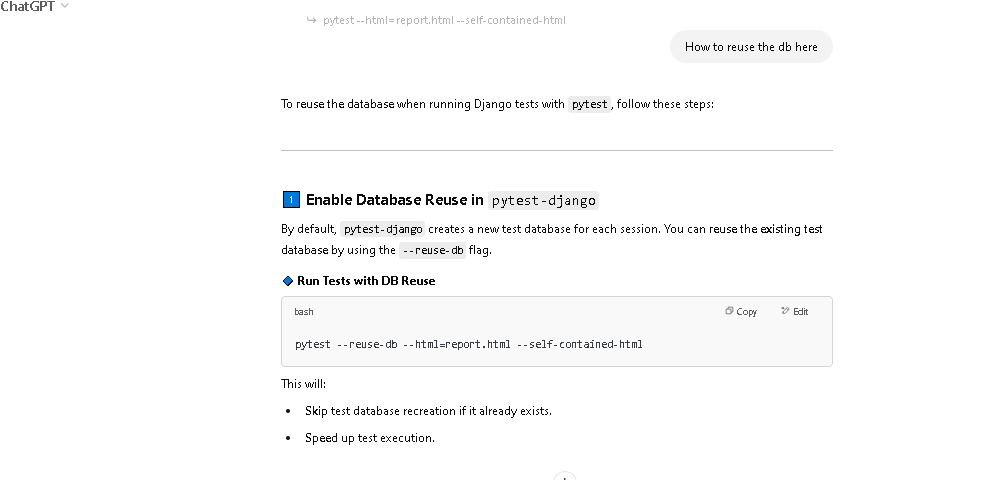 ChatGPT
pytest --html=report.html --self-contained-html
How to reuse the db here
To reuse the database when running Django tests with pytest, follow these steps:
1 Enable Database Reuse in pytest-django
By default, pytest-django creates a new test database for each session. You can reuse the existing test
database by using the --reuse-db flag.
Run Tests with DB Reuse
bash Copy Edit
pytest --reuse-db --html=report.html --self-contained-html
This will:
• Skip test database recreation if it already exists.
• Speed up test execution.